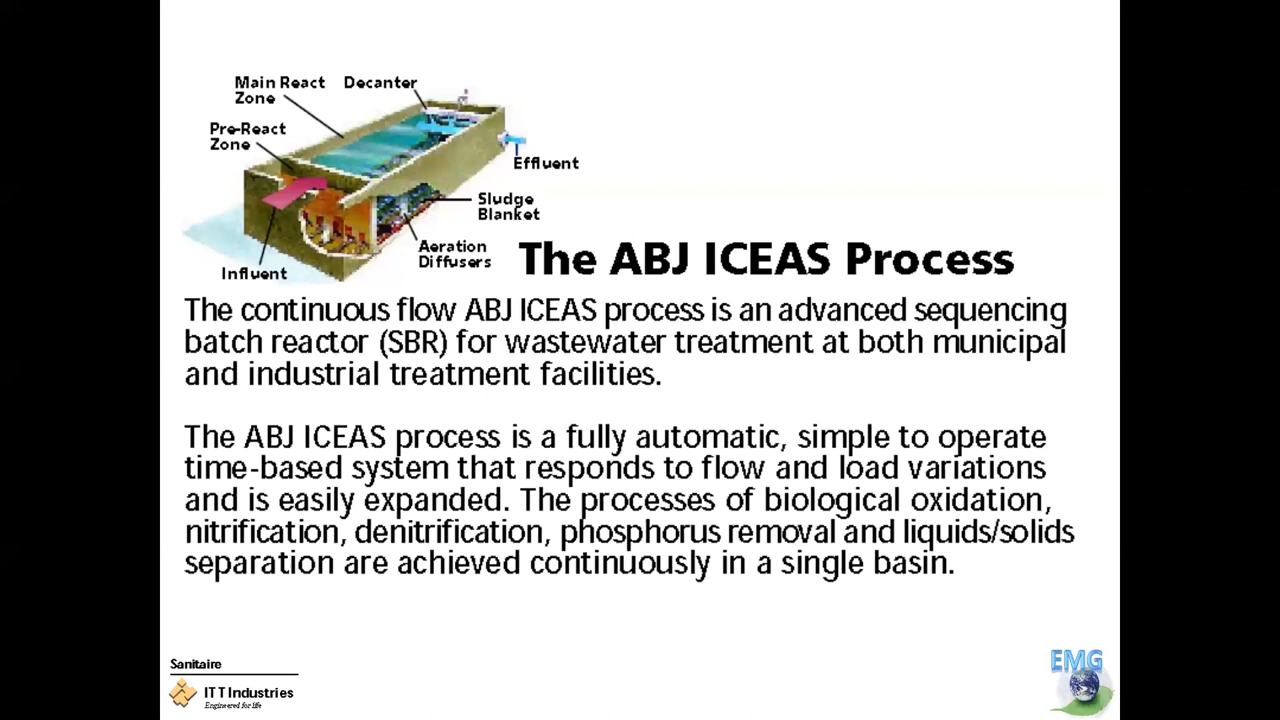 Main React
Zone
Decanter
Pre-React
Zone
Effluent
Sludge
Blanket
Aeration
Diffusers
Influent
The ABJ ICEAS Process
The continuous flow ABJ ICEAS process is an advanced sequencing
batch reactor (SBR) for wastewater treatment at both municipal
and industrial treatment facilities.
The ABJ ICEAS process is a fully automatic, simple to operate
time-based system that responds to flow and load variations
and is easily expanded. The processes of biological oxidation,
nitrification, denitrification, phosphorus removal and liquids/solids
separation are achieved continuously in a single basin.
Sanitaire
ITT Industries
Engineered for life
EMG